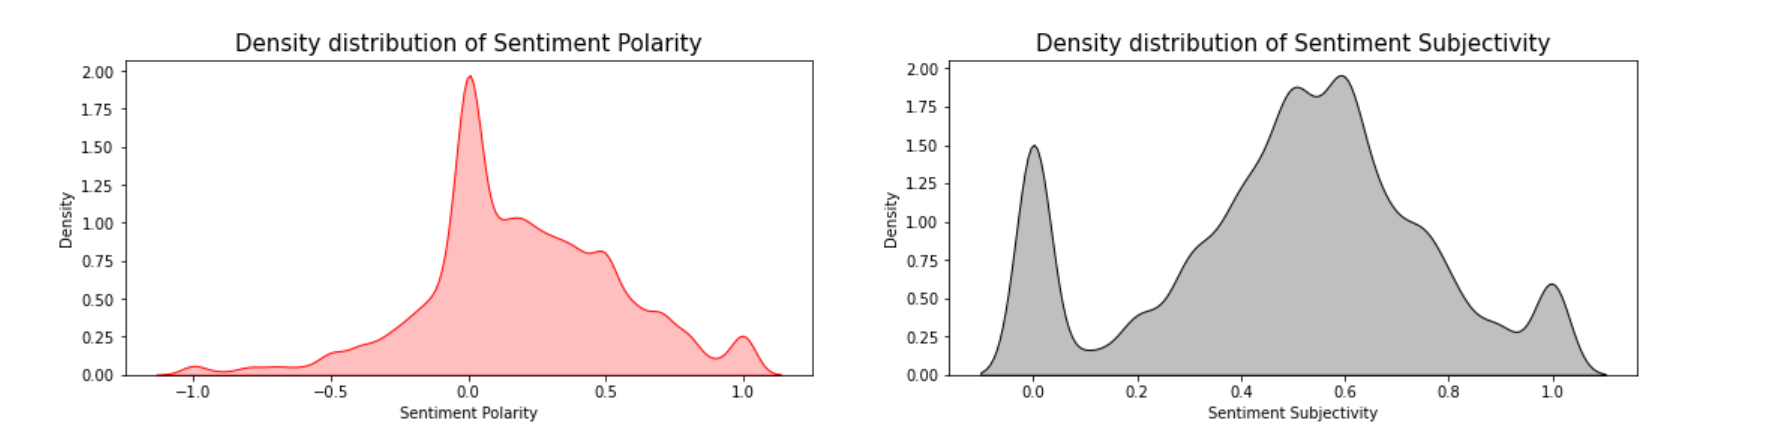 Density distribution of Sentiment Polarity
2.00
1.75
1.50
1.25
1.00
0.75
0.50
0.25
0.00
Density
−1.0 −0.5 0.0 0.5 1.0
Sentiment Polarity
Density distribution of Sentiment Subjectivity
2.00
1.75
1.50
1.25
1.00
0.75
0.50
0.25
0.00
Density
0.0 0.2 0.4 0.6 0.8 1.0
Sentiment Subjectivity